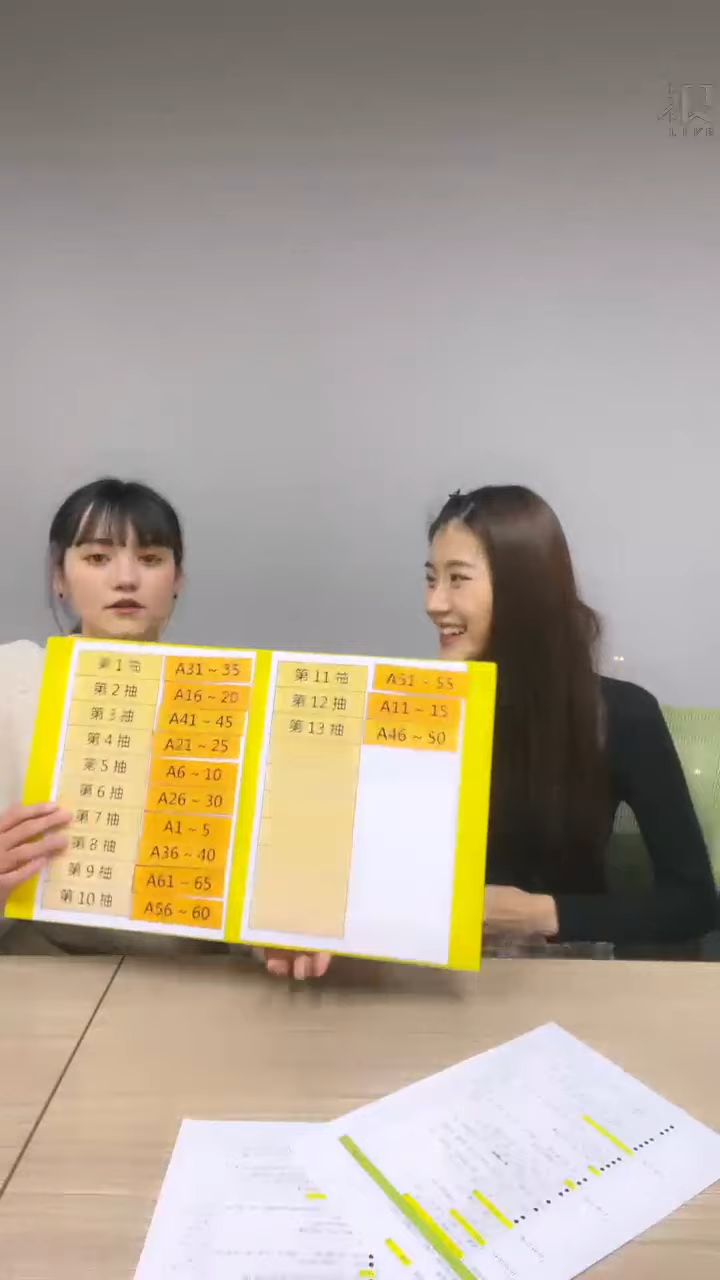 浪
LIVE
第1抽 A31 ~ 35
第2抽 A16 ~ 20
第3抽 A41 ~ 45
第4抽 A21 ~ 25
第5抽 A6 ~ 10
第6抽 A26 ~ 30
第7抽 A1 ~ 5
第8抽 A36 ~ 40
第9抽 A61 ~ 65
第10抽 A56 ~ 60
第11抽 A51 ~ 55
第12抽 A11 ~ 15
第13抽 A46 ~ 50